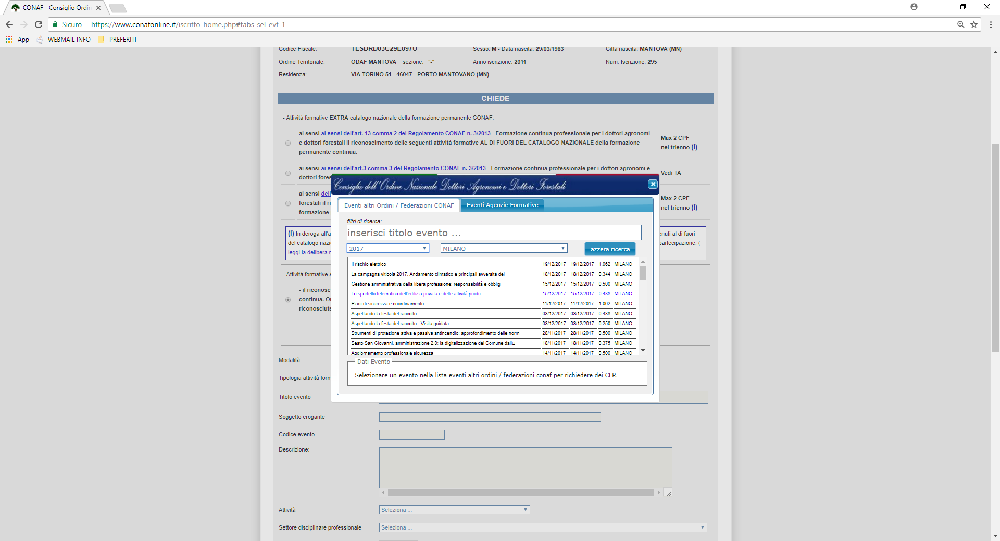 CONAF - Consiglio Ordin
Sicuro
https://www.conafonline.it/iscritto_home.php#tabs_sel_evt-1
App WEBMAIL INFO PREFERITI
Codice Fiscale: TLSDRD83C29E897U Sesso: M - Data nascita: 29/03/1983 Città nascita: MANTOVA (MN)
Ordine Territoriale: ODAF MANTOVA sezione: "-" Anno iscrizione: 2011 Num. Iscrizione: 295
Residenza: VIA TORINO 51 - 46047 - PORTO MANTOVANO (MN)
CHIEDE
- Attività formative EXTRA catalogo nazionale della formazione permanente CONAF:
ai sensi ai sensi dell'art. 13 comma 2 del Regolamento CONAF n. 3/2013 - Formazione continua professionale per i dottori agronomi
e dottori forestali il riconoscimento delle seguenti attività formative AL DI FUORI DEL CATALOGO NAZIONALE della formazione
permanente continua.
Max 2 CPF
nel trienno (I)
ai sensi ai sensi dell'art.3 comma 3 del Regolamento CONAF n. 3/2013 - Formazione continua professionale per i dottori agronomi e
dottori fores
Vedi TA
ai sensi dell
forestali il ri
formazione
Max 2 CPF
nel trienno (I)
(I) In deroga all'a enuti al di fuori
del catalogo nazi partecipazione. (
leggi la delibera
- Attività formative
- il riconosc
continua. O -
riconosciute
Consiglio dell'Ordine Nazionale Dottori Agronomi e Dottori Forestali
Eventi altri Ordini / Federazioni CONAF Eventi Agenzie Formative
filtri di ricerca:
inserisci titolo evento ...
2017 MILANO azzera ricerca
Il rischio elettrico 19/12/2017 19/12/2017 1.062 MILANO
La campagna viticola 2017. Andamento climatico e principali avversità del 18/12/2017 18/12/2017 0.344 MILANO
Gestione amministrativa della libera professione: responsabilità e obblig 15/12/2017 15/12/2017 0.500 MILANO
Lo sportello telematico dell'edilizia privata e delle attività produ 15/12/2017 15/12/2017 0.438 MILANO
Piani di sicurezza e coordinamento 11/12/2017 11/12/2017 1.062 MILANO
Aspettando la festa del raccolto 03/12/2017 03/12/2017 0.438 MILANO
Aspettando la festa del raccolto - Visita guidata 03/12/2017 03/12/2017 0.250 MILANO
Strumenti di protezione attiva e passiva antincendio: approfondimento delle norm 28/11/2017 28/11/2017 0.500 MILANO
Sesto San Giovanni, amministrazione 2.0: la digitalizzazione del Comune dall 18/11/2017 18/11/2017 0.375 MILANO
Aggiornamento professionale sicurezza 14/11/2017 14/11/2017 0.500 MILANO
Dati Evento
Selezionare un evento nella lista eventi altri ordini / federazioni conaf per richiedere dei CFP.
Modalità
Tipologia attività form
Titolo evento
Soggetto erogante
Codice evento
Descrizione:
Attività Seleziona ...
Settore disciplinare professionale Seleziona ...